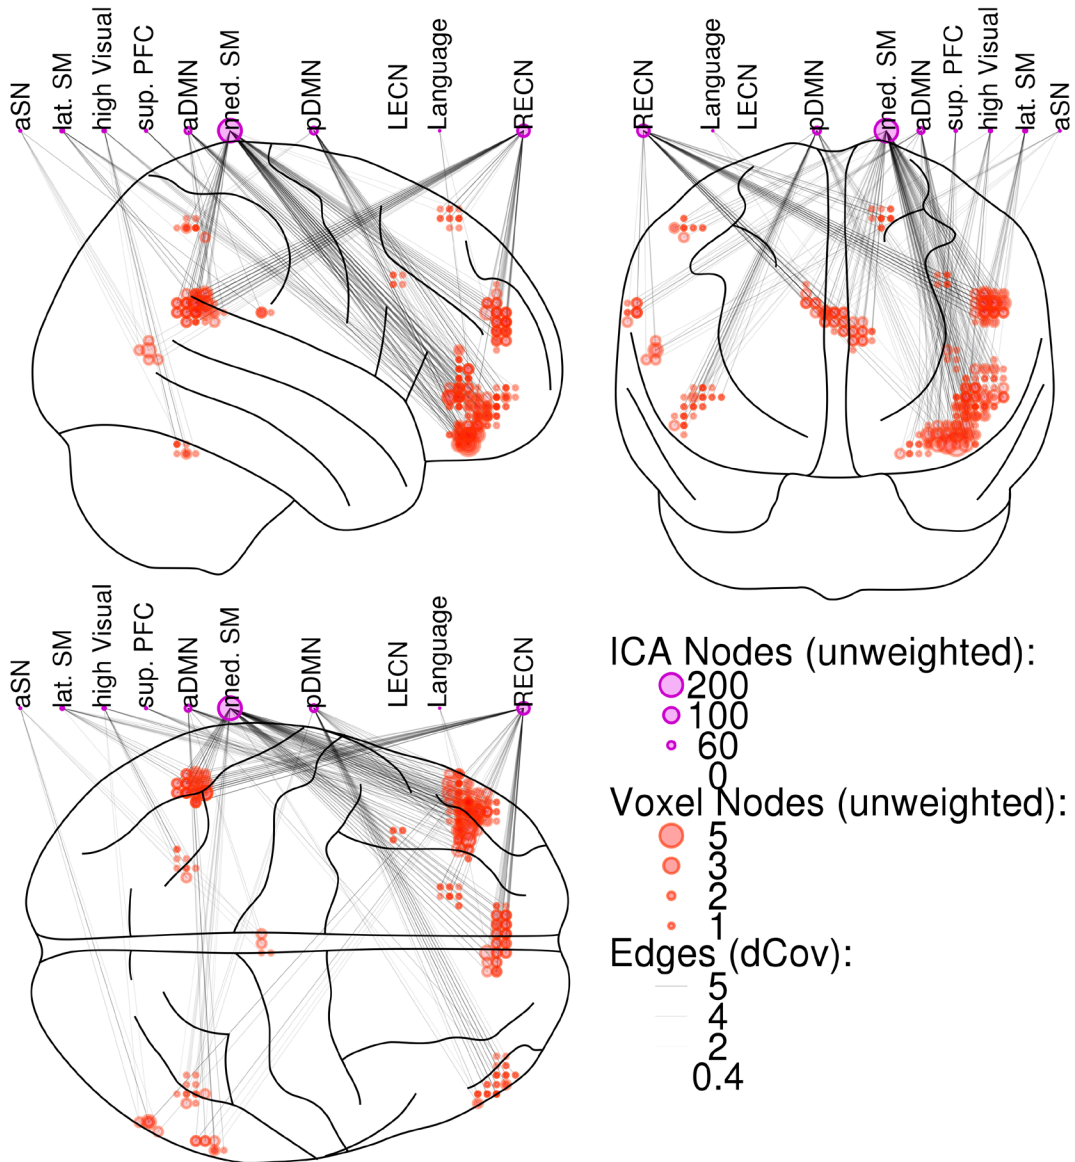 aSN
lat. SM
high Visual
sup. PFC
aDMN
med. SM
pDMN
LECN
Language
RECN
RECN
Language
LECN
pDMN
med. SM
aDMN
sup. PFC
high Visual
lat. SM
aSN
aSN
lat. SM
high Visual
sup. PFC
aDMN
med. SM
pDMN
LECN
Language
RECN
ICA Nodes (unweighted):
200
100
60
0
Voxel Nodes (unweighted):
5
3
2
1
Edges (dCov):
5
4
2
0.4